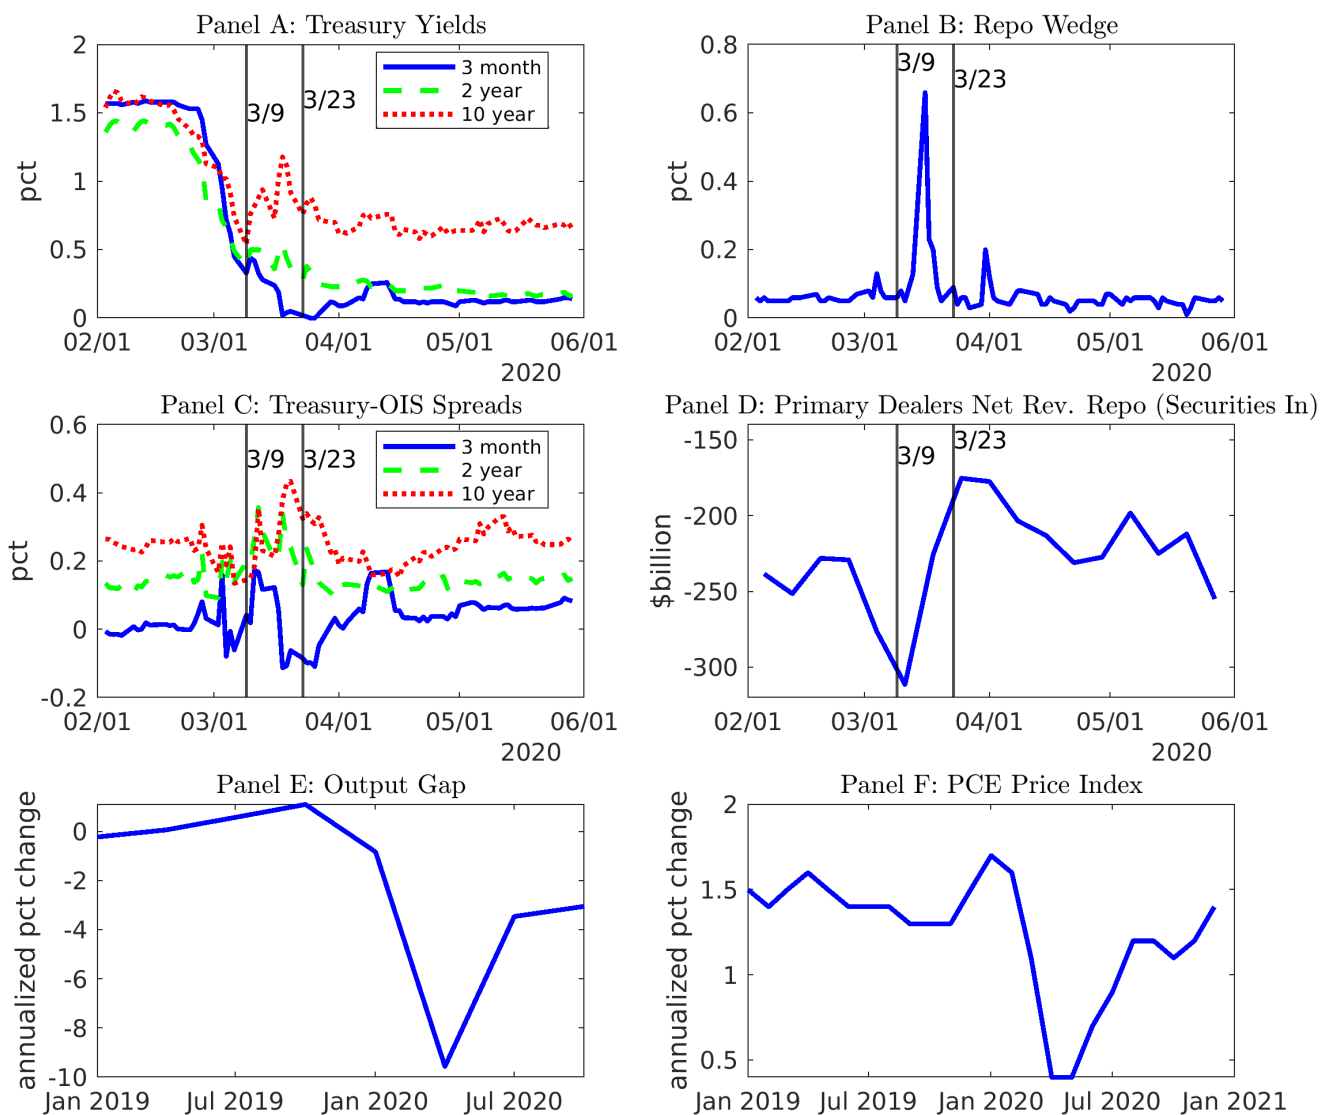 Panel A: Treasury Yields
2
1.5
1
0.5
0
pct
3/9
3/23
3 month
2 year
10 year
02/01
03/01
04/01
05/01
06/01
2020
Panel B: Repo Wedge
0.8
0.6
0.4
0.2
0
pct
3/9
3/23
02/01
03/01
04/01
05/01
06/01
2020
Panel C: Treasury-OIS Spreads
0.6
0.4
0.2
0
-0.2
pct
3/9
3/23
3 month
2 year
10 year
02/01
03/01
04/01
05/01
06/01
2020
Panel D: Primary Dealers Net Rev. Repo (Securities In)
-150
-200
-250
-300
$billion
3/9
3/23
02/01
03/01
04/01
05/01
06/01
2020
Panel E: Output Gap
0
-2
-4
-6
-8
-10
annualized pct change
Jan 2019
Jul 2019
Jan 2020
Jul 2020
Panel F: PCE Price Index
2
1.5
1
0.5
annualized pct change
Jan 2019
Jul 2019
Jan 2020
Jul 2020
Jan 2021